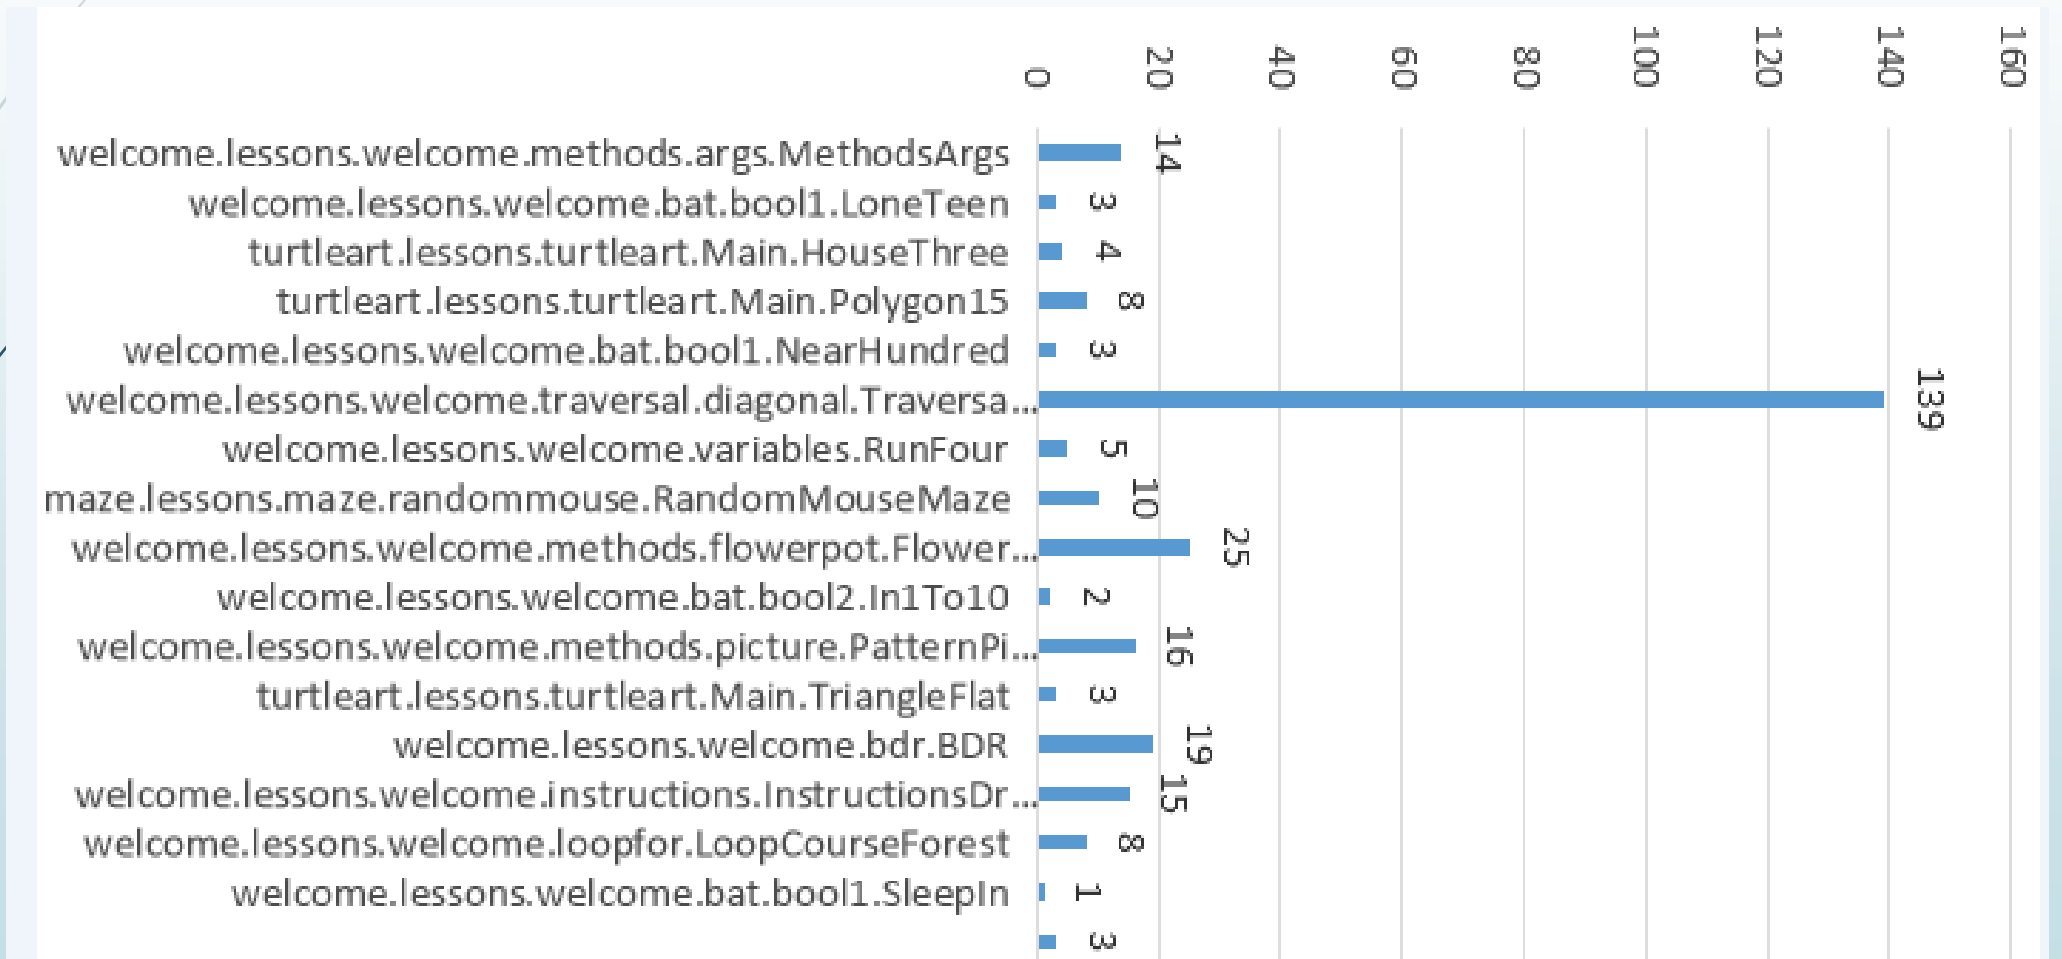 0 20 40 60 80 100 120 140 160
welcome.lessons.welcome.methods.args.MethodsArgs 14
welcome.lessons.welcome.bat.bool1.LoneTeen 3
turtleart.lessons.turtleart.Main.HouseThree 4
turtleart.lessons.turtleart.Main.Polygon15 8
welcome.lessons.welcome.bat.bool1.NearHundred 3
welcome.lessons.welcome.traversal.diagonal.Traversa... 139
welcome.lessons.welcome.variables.RunFour 5
maze.lessons.maze.randommouse.RandomMouseMaze 10
welcome.lessons.welcome.methods.flowerpot.Flower... 25
welcome.lessons.welcome.bat.bool2.In1To10 2
welcome.lessons.welcome.methods.picture.PatternPi... 16
turtleart.lessons.turtleart.Main.TriangleFlat 3
welcome.lessons.welcome.bdr.BDR 19
welcome.lessons.welcome.instructions.InstructionsDr... 15
welcome.lessons.welcome.loopfor.LoopCourseForest 8
welcome.lessons.welcome.bat.bool1.SleepIn 1
3